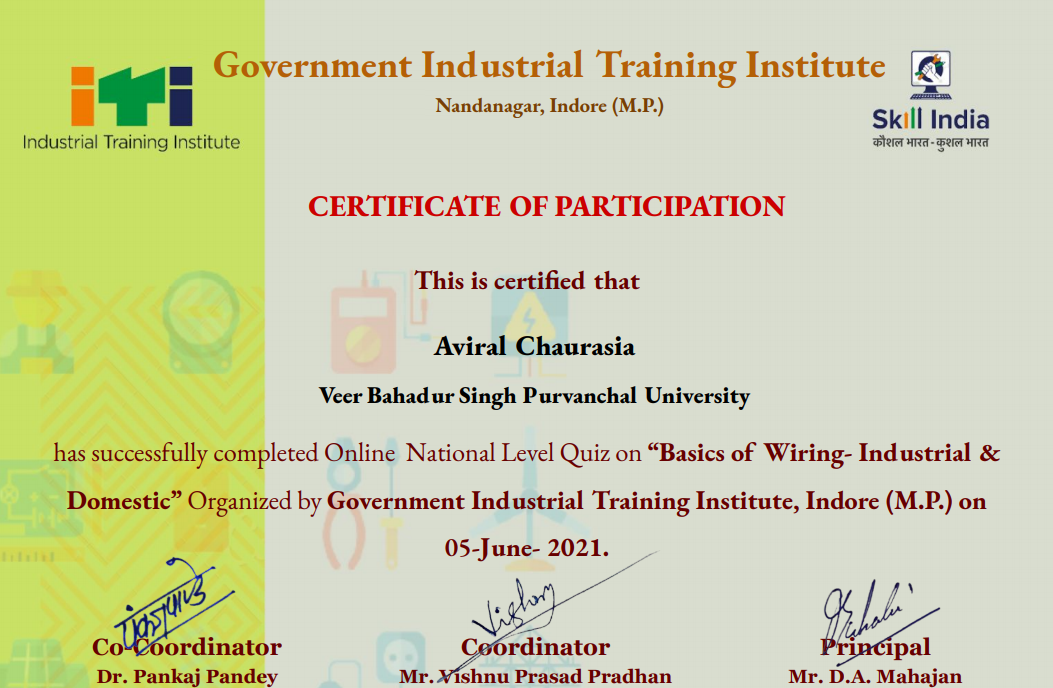 Government Industrial Training Institute
Nandanagar, Indore (M.P.)
iTi
Industrial Training Institute
Skill India
कौशल भारत - कुशल भारत
CERTIFICATE OF PARTICIPATION
This is certified that
Aviral Chaurasia
Veer Bahadur Singh Purvanchal University
has successfully completed Online National Level Quiz on “Basics of Wiring- Industrial &
Domestic” Organized by Government Industrial Training Institute, Indore (M.P.) on
05-June- 2021.
Co-Coordinator
Coordinator
Principal
Dr. Pankaj Pandey
Mr. Vishnu Prasad Pradhan
Mr. D.A. Mahajan